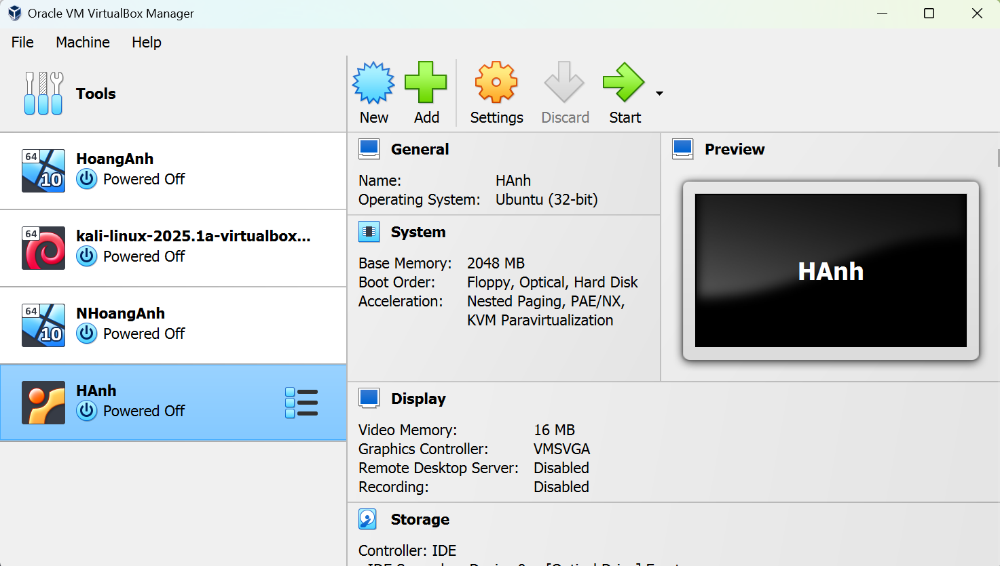 Oracle VM VirtualBox Manager
File Machine Help
Tools
New Add Settings Discard Start
64
10
HoangAnh
Powered Off
64
kali-linux-2025.1a-virtualbox...
Powered Off
64
10
NHoangAnh
Powered Off
HAnh
Powered Off
General
Name: HAnh
Operating System: Ubuntu (32-bit)
System
Base Memory: 2048 MB
Boot Order: Floppy, Optical, Hard Disk
Acceleration: Nested Paging, PAE/NX,
KVM Paravirtualization
Preview
HAnh
Display
Video Memory: 16 MB
Graphics Controller: VMSVGA
Remote Desktop Server: Disabled
Recording: Disabled
Storage
Controller: IDE